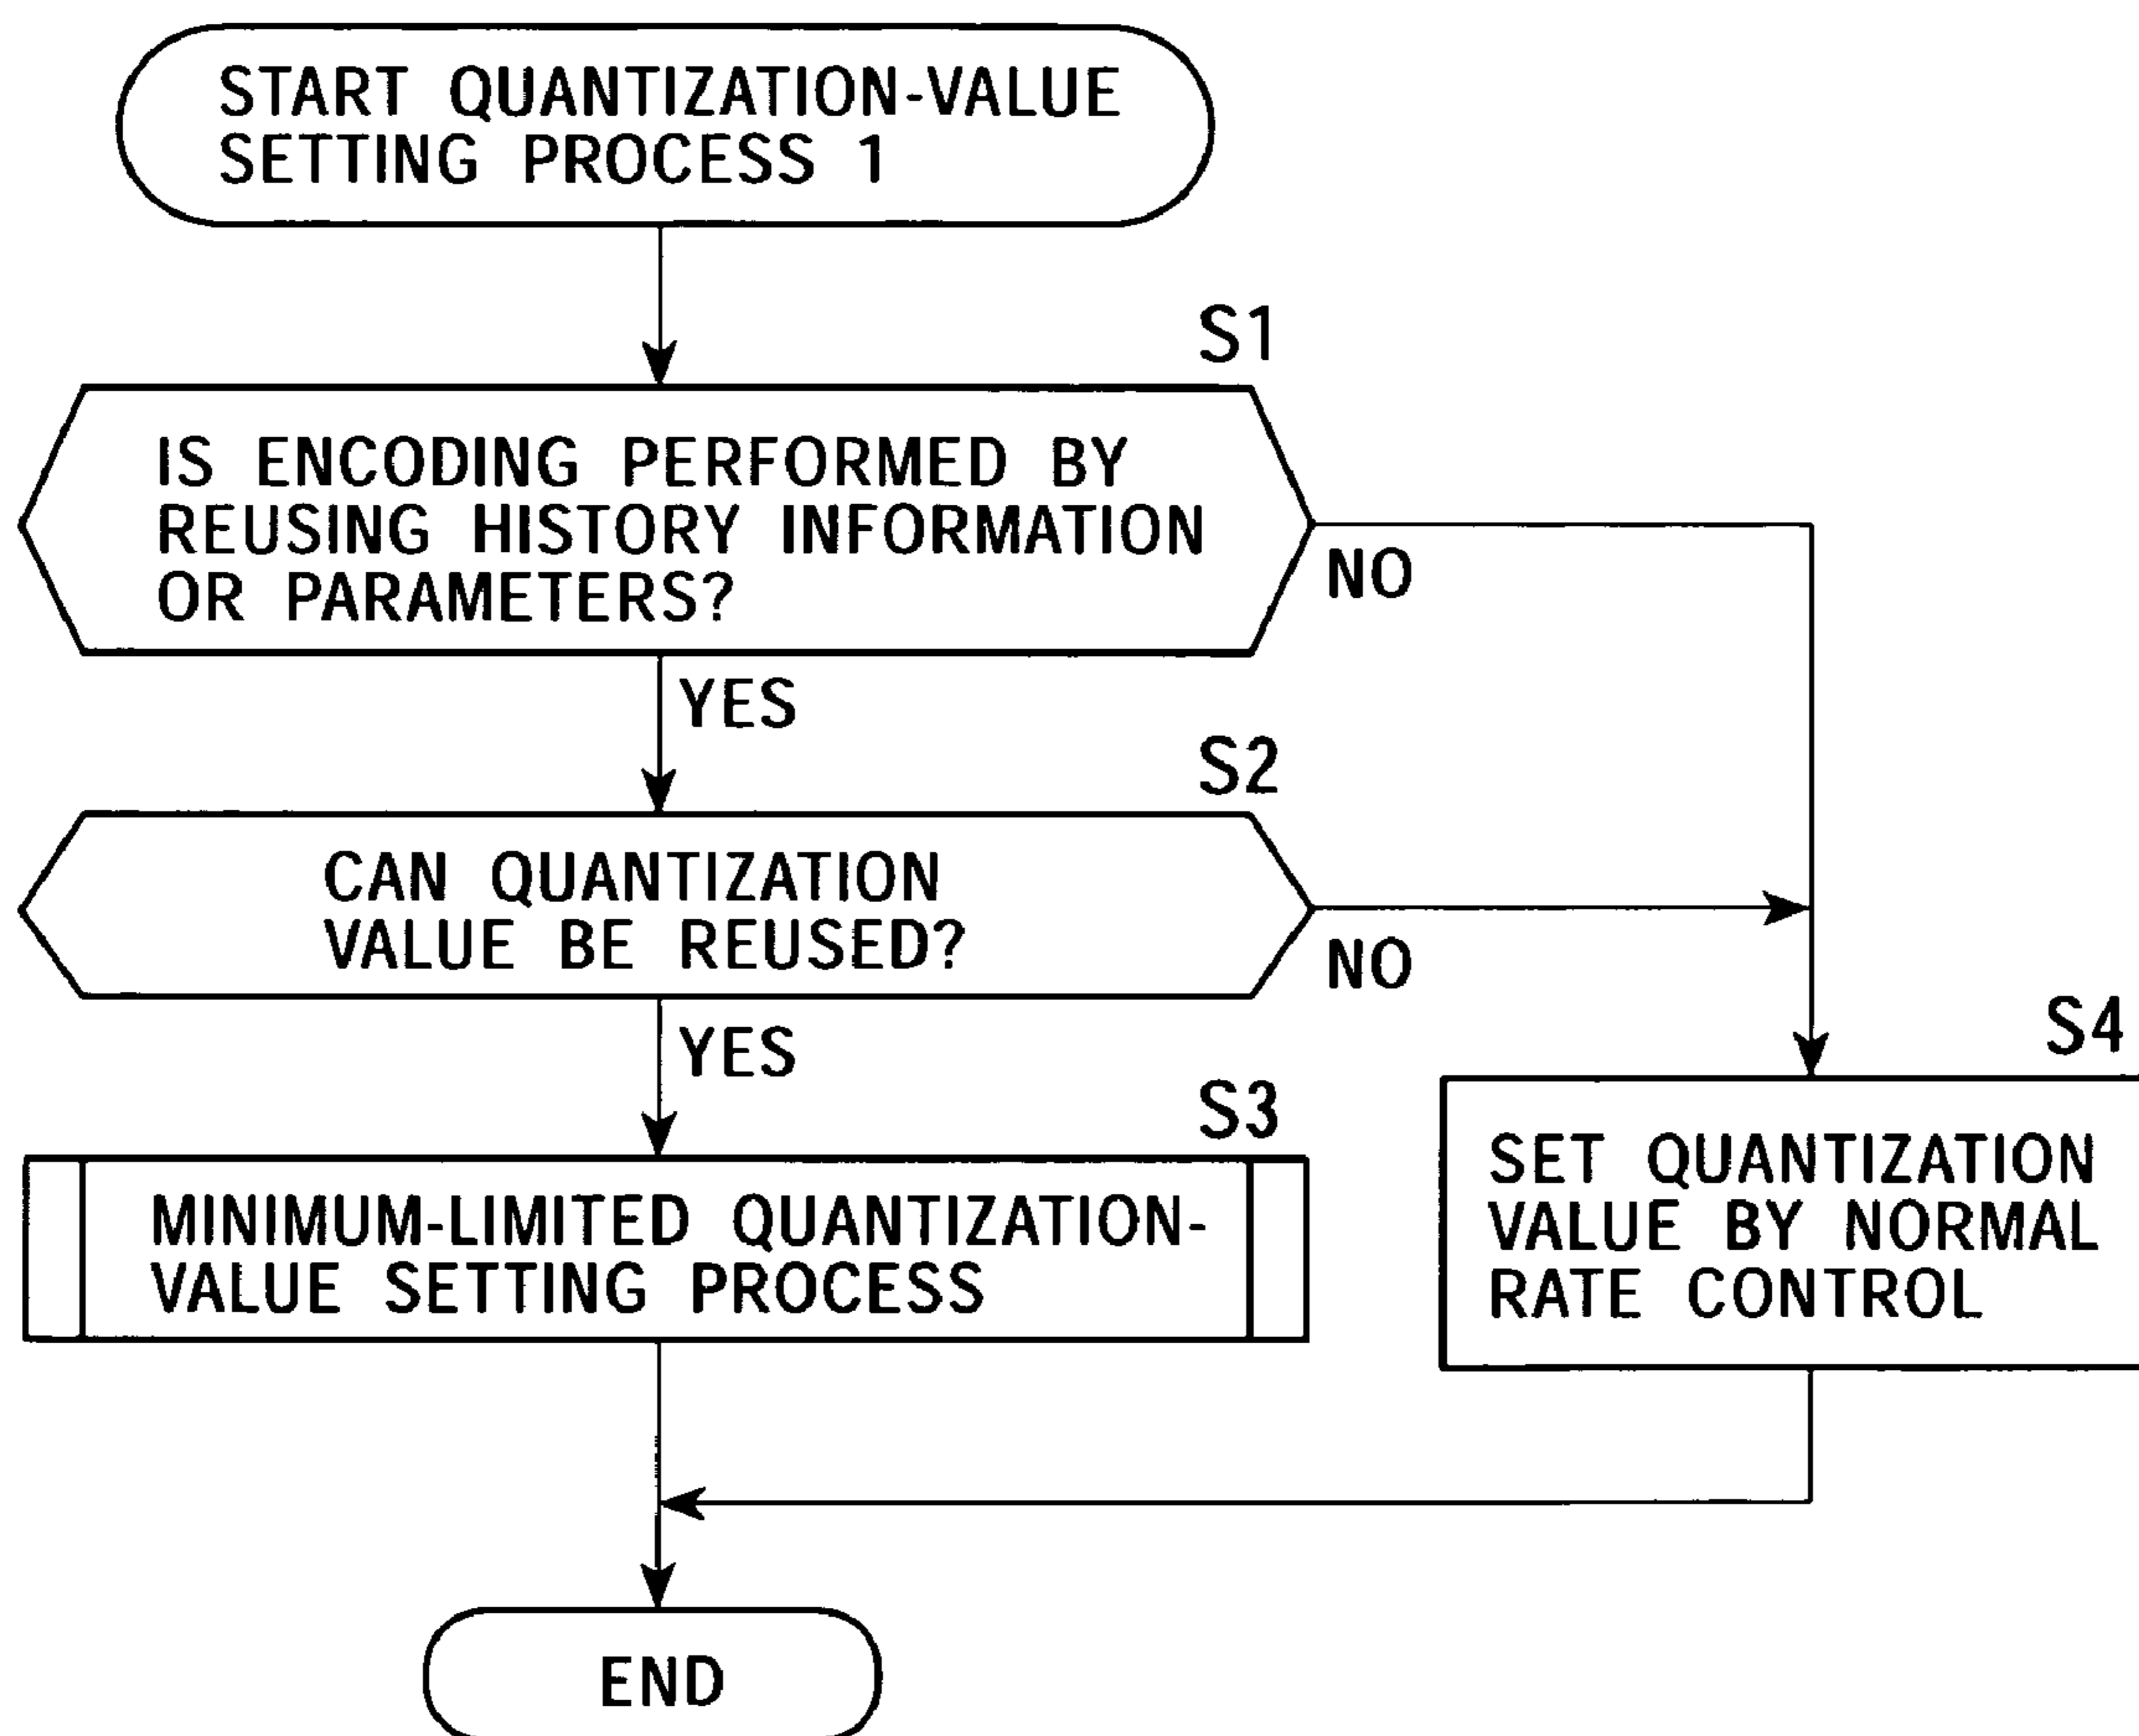 START QUANTIZATION-VALUE
SETTING PROCESS 1
S1
IS ENCODING PERFORMED BY
REUSING HISTORY INFORMATION
OR PARAMETERS?
NO
YES
S2
CAN QUANTIZATION
VALUE BE REUSED?
NO
YES
S3
MINIMUM-LIMITED QUANTIZATION-
VALUE SETTING PROCESS
S4
SET QUANTIZATION
VALUE BY NORMAL
RATE CONTROL
END